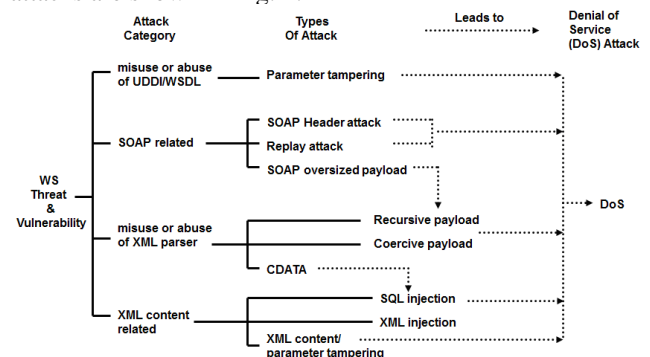 Attack
Category
Types
Of Attack
Leads to
Denial of
Service
(DoS) Attack
misuse or abuse
of UDDI/WSDL
Parameter tampering
SOAP related
SOAP Header attack
Replay attack
SOAP oversized payload
WS
Threat
&
Vulnerability
DoS
misuse or abuse
of XML parser
Recursive payload
Coercive payload
CDATA
XML content
related
SQL injection
XML injection
XML content/
parameter tampering